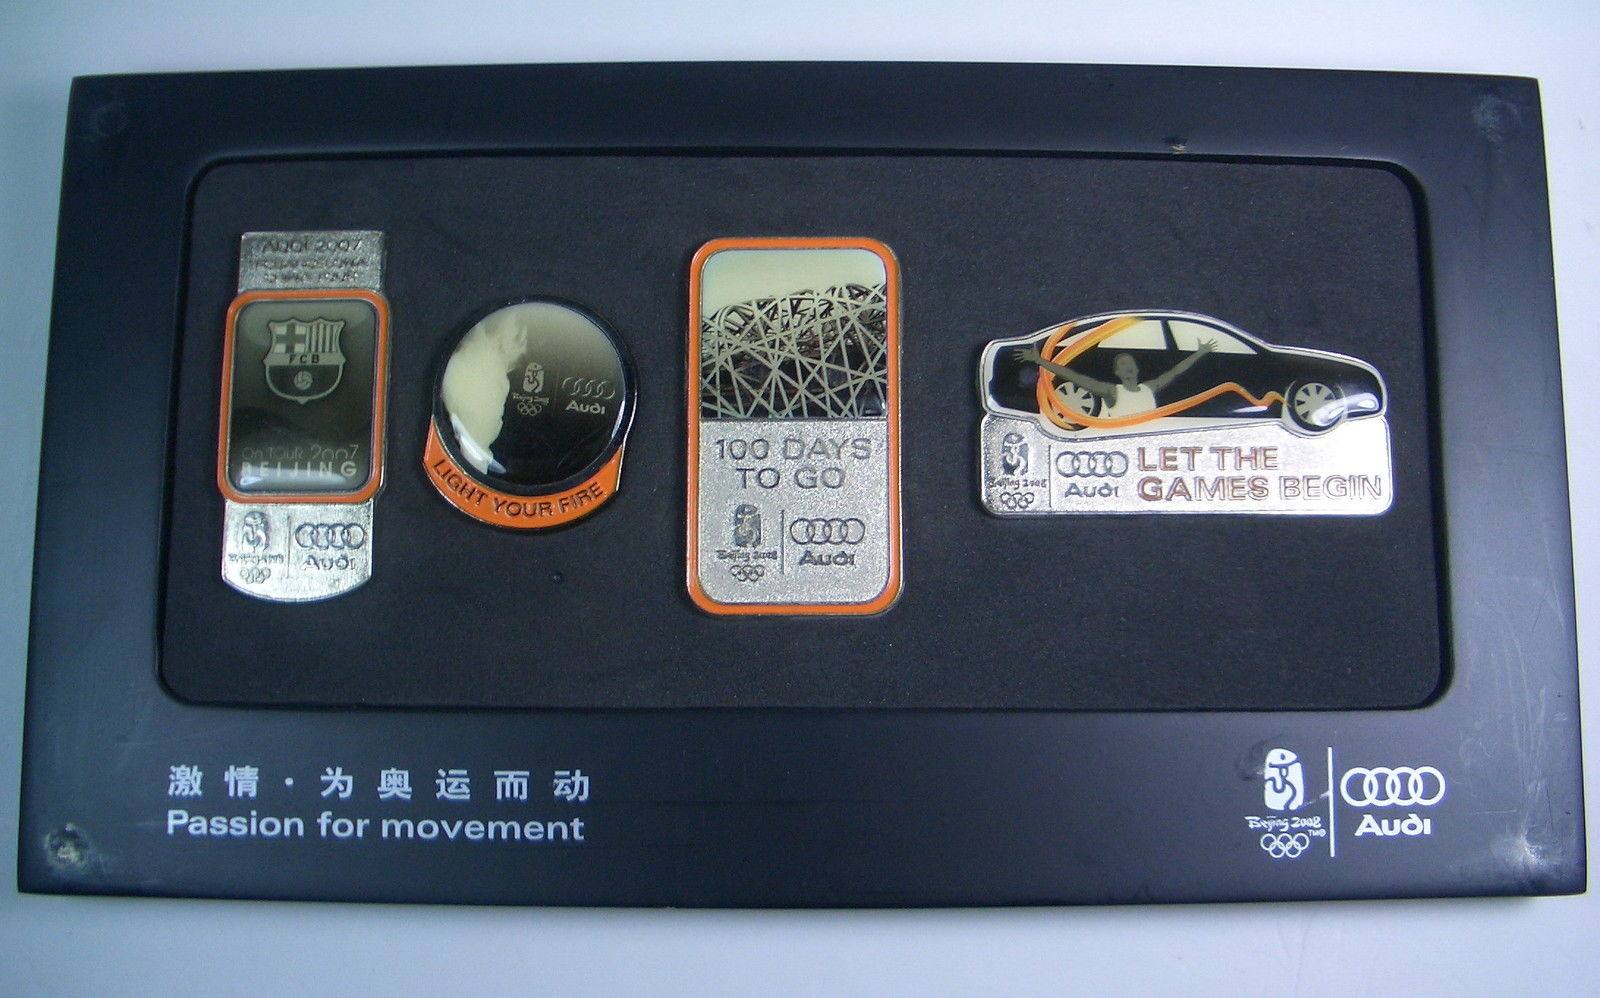 AUDI 2007
FCB
On Tour 2007
BEIJING
Beijing 2008
Audi
Beijing 2008
Audi
LIGHT YOUR FIRE
100 DAYS
TO GO
Beijing 2008
Audi
LET THE
GAMES BEGIN
Beijing 2008
Audi
激情·为奥运而动
Passion for movement
Beijing 2008
TM
Audi